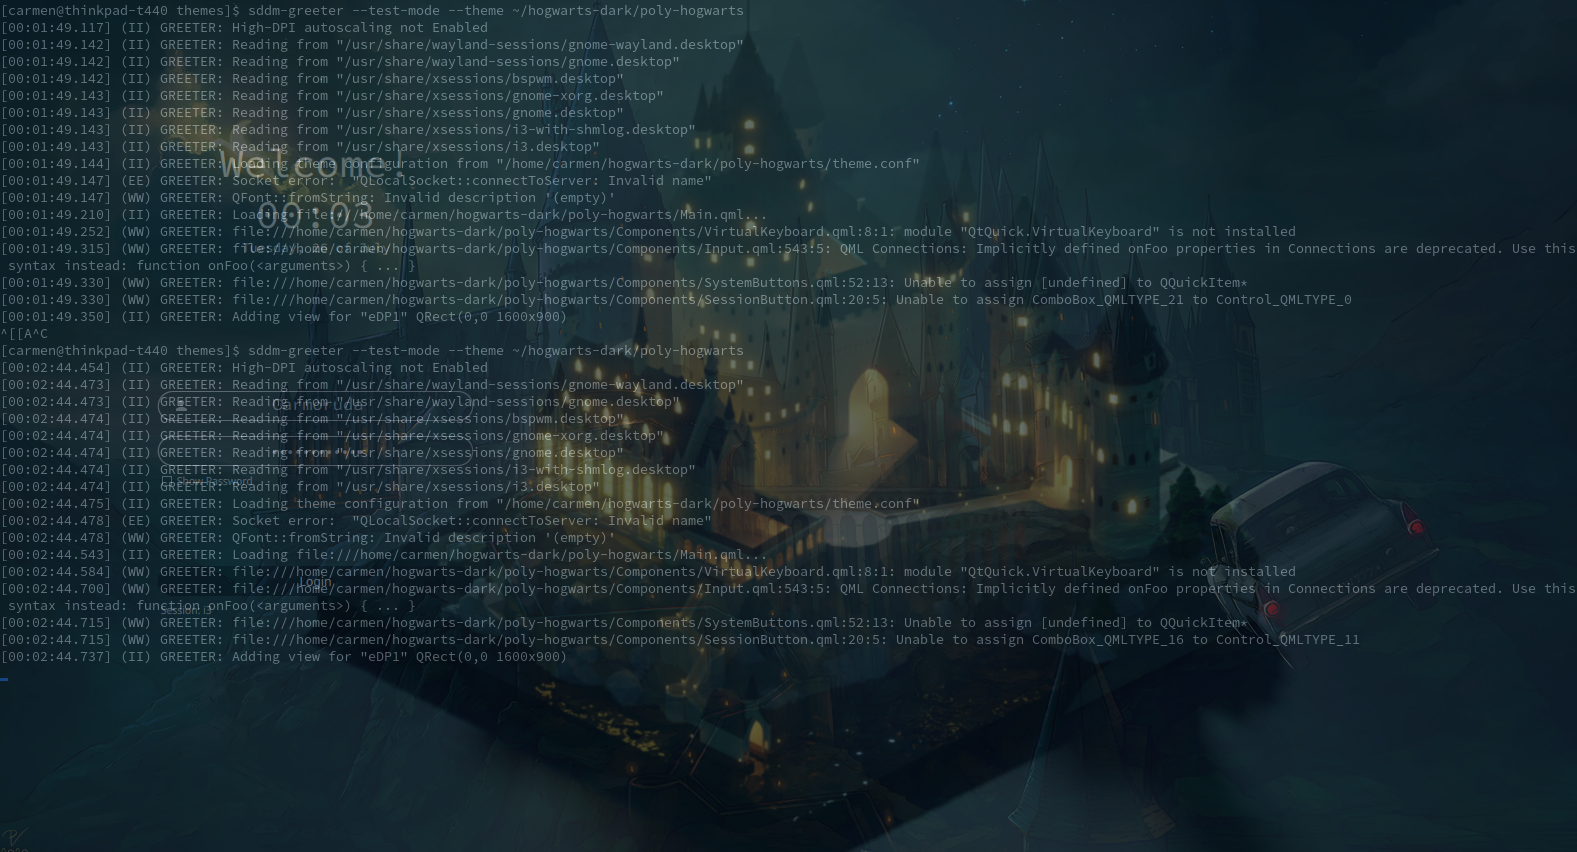 [carmen@thinkpad-t440 themes]$ sddm-greeter --test-mode --theme ~/hogwarts-dark/poly-hogwarts
[00:01:49.117] (II) GREETER: High-DPI autoscaling not Enabled
[00:01:49.142] (II) GREETER: Reading from "/usr/share/wayland-sessions/gnome-wayland.desktop"
[00:01:49.142] (II) GREETER: Reading from "/usr/share/wayland-sessions/gnome.desktop"
[00:01:49.142] (II) GREETER: Reading from "/usr/share/xsessions/bspwm.desktop"
[00:01:49.143] (II) GREETER: Reading from "/usr/share/xsessions/gnome-xorg.desktop"
[00:01:49.143] (II) GREETER: Reading from "/usr/share/xsessions/gnome.desktop"
[00:01:49.143] (II) GREETER: Reading from "/usr/share/xsessions/i3-with-shmlog.desktop"
[00:01:49.143] (II) GREETER: Reading from "/usr/share/xsessions/i3.desktop"
[00:01:49.144] (II) GREETER: Loading theme configuration from "/home/carmen/hogwarts-dark/poly-hogwarts/theme.conf"
Welcome!
[00:01:49.147] (EE) GREETER: Socket error:  "QLocalSocket::connectToServer: Invalid name"
[00:01:49.147] (WW) GREETER: QFont::fromString: Invalid description '(empty)'
[00:01:49.210] (II) GREETER: Loading file:///home/carmen/hogwarts-dark/poly-hogwarts/Main.qml...
00:03
[00:01:49.252] (WW) GREETER: file:///home/carmen/hogwarts-dark/poly-hogwarts/Components/VirtualKeyboard.qml:8:1: module "QtQuick.VirtualKeyboard" is not installed
[00:01:49.315] (WW) GREETER: file:///home/carmen/hogwarts-dark/poly-hogwarts/Components/Input.qml:543:5: QML Connections: Implicitly defined onFoo properties in Connections are deprecated. Use this
Tuesday, 26 of
 syntax instead: function onFoo(<arguments>) { ... }
[00:01:49.330] (WW) GREETER: file:///home/carmen/hogwarts-dark/poly-hogwarts/Components/SystemButtons.qml:52:13: Unable to assign [undefined] to QQuickItem*
[00:01:49.330] (WW) GREETER: file:///home/carmen/hogwarts-dark/poly-hogwarts/Components/SessionButton.qml:20:5: Unable to assign ComboBox_QMLTYPE_21 to Control_QMLTYPE_0
[00:01:49.350] (II) GREETER: Adding view for "eDP1" QRect(0,0 1600x900)
^[[A^C
[carmen@thinkpad-t440 themes]$ sddm-greeter --test-mode --theme ~/hogwarts-dark/poly-hogwarts
[00:02:44.454] (II) GREETER: High-DPI autoscaling not Enabled
[00:02:44.473] (II) GREETER: Reading from "/usr/share/wayland-sessions/gnome-wayland.desktop"
[00:02:44.473] (II) GREETER: Reading from "/usr/share/wayland-sessions/gnome.desktop"
Carmoruda
[00:02:44.474] (II) GREETER: Reading from "/usr/share/xsessions/bspwm.desktop"
[00:02:44.474] (II) GREETER: Reading from "/usr/share/xsessions/gnome-xorg.desktop"
[00:02:44.474] (II) GREETER: Reading from "/usr/share/xsessions/gnome.desktop"
[00:02:44.474] (II) GREETER: Reading from "/usr/share/xsessions/i3-with-shmlog.desktop"
Show Password
[00:02:44.474] (II) GREETER: Reading from "/usr/share/xsessions/i3.desktop"
[00:02:44.475] (II) GREETER: Loading theme configuration from "/home/carmen/hogwarts-dark/poly-hogwarts/theme.conf"
[00:02:44.478] (EE) GREETER: Socket error:  "QLocalSocket::connectToServer: Invalid name"
[00:02:44.478] (WW) GREETER: QFont::fromString: Invalid description '(empty)'
[00:02:44.543] (II) GREETER: Loading file:///home/carmen/hogwarts-dark/poly-hogwarts/Main.qml...
[00:02:44.584] (WW) GREETER: file:///home/carmen/hogwarts-dark/poly-hogwarts/Components/VirtualKeyboard.qml:8:1: module "QtQuick.VirtualKeyboard" is not installed
Login
[00:02:44.700] (WW) GREETER: file:///home/carmen/hogwarts-dark/poly-hogwarts/Components/Input.qml:543:5: QML Connections: Implicitly defined onFoo properties in Connections are deprecated. Use this
 syntax instead: function onFoo(<arguments>) { ... }
Session: i3
[00:02:44.715] (WW) GREETER: file:///home/carmen/hogwarts-dark/poly-hogwarts/Components/SystemButtons.qml:52:13: Unable to assign [undefined] to QQuickItem*
[00:02:44.715] (WW) GREETER: file:///home/carmen/hogwarts-dark/poly-hogwarts/Components/SessionButton.qml:20:5: Unable to assign ComboBox_QMLTYPE_16 to Control_QMLTYPE_11
[00:02:44.737] (II) GREETER: Adding view for "eDP1" QRect(0,0 1600x900)